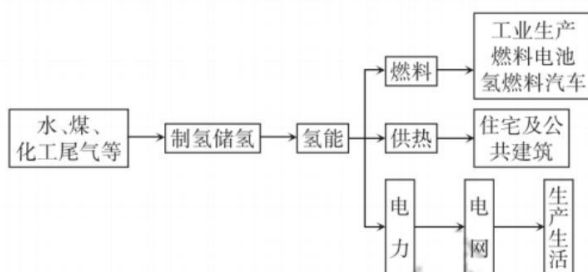 水、煤、
化工尾气等
制氢储氢
氢能
燃料
工业生产
燃料电池
氢燃料汽车
供热
住宅及公
共建筑
电力
电网
生产生活